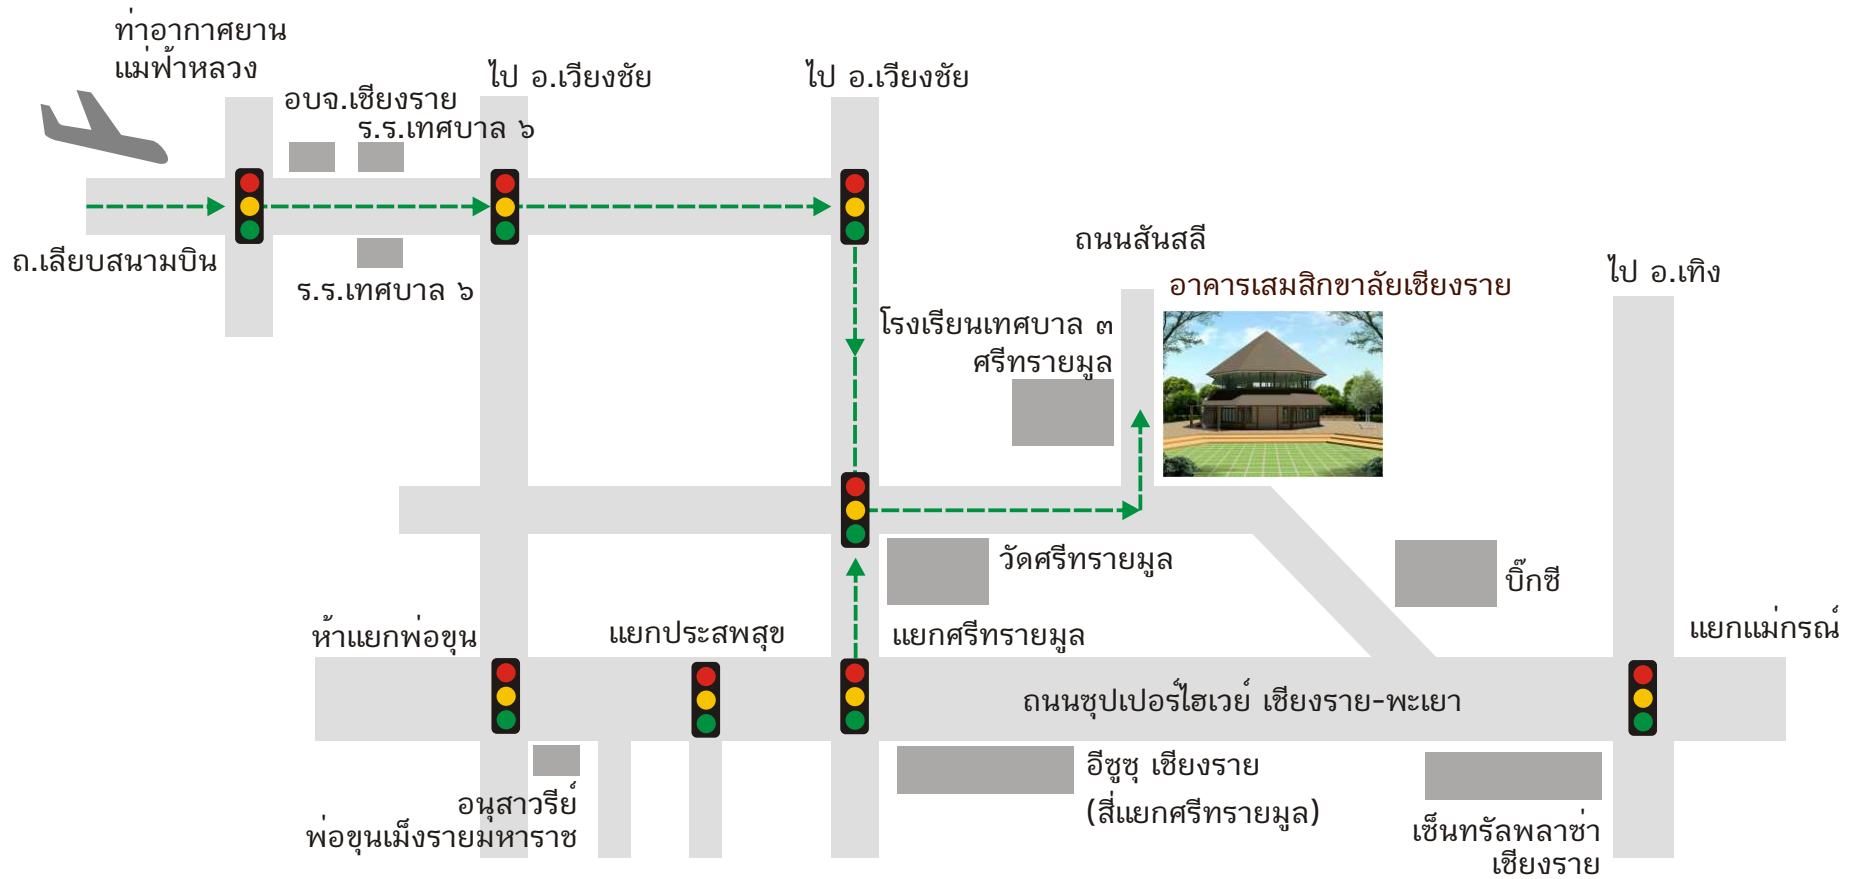 ท่าอากาศยาน
แม่ฟ้าหลวง
ไป อ.เวียงชัย
ไป อ.เวียงชัย
อบจ.เชียงราย
ร.ร.เทศบาล ๖
ถ.เลียบสนามบิน
ร.ร.เทศบาล ๖
ถนนสันสลี
อาคารเสมสิกขาลัยเชียงราย
ไป อ.เทิง
โรงเรียนเทศบาล ๓
ศรีทรายมูล
วัดศรีทรายมูล
บิ๊กซี
ห้าแยกพ่อขุน
แยกประสพสุข
แยกศรีทรายมูล
แยกแม่กรณ์
ถนนซุปเปอร์ไฮเวย์ เชียงราย-พะเยา
อนุสาวรีย์
พ่อขุนเม็งรายมหาราช
อีซูซุ เชียงราย
(สี่แยกศรีทรายมูล)
เซ็นทรัลพลาซ่า
เชียงราย